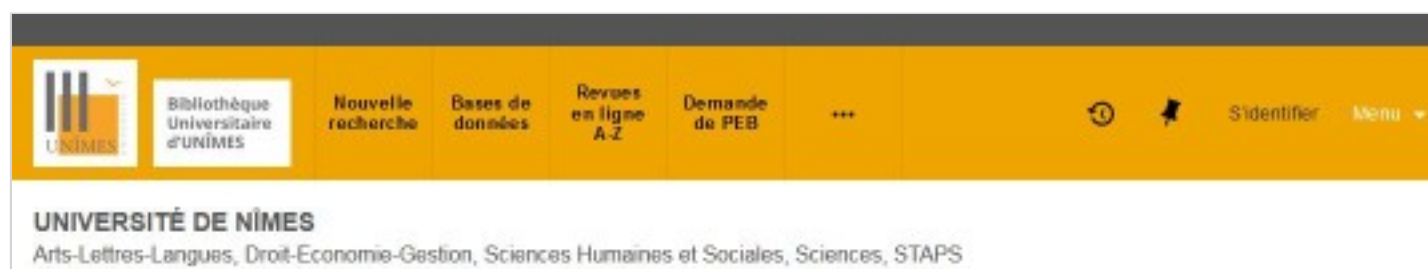 UNÎMES
Bibliothèque
Universitaire
d'UNÎMES
Nouvelle
recherche
Bases de
données
Revues
en ligne
A-Z
Demande
de PEB
•••
S'identifier
Menu
UNIVERSITÉ DE NÎMES
Arts-Lettres-Langues, Droit-Economie-Gestion, Sciences Humaines et Sociales, Sciences, STAPS